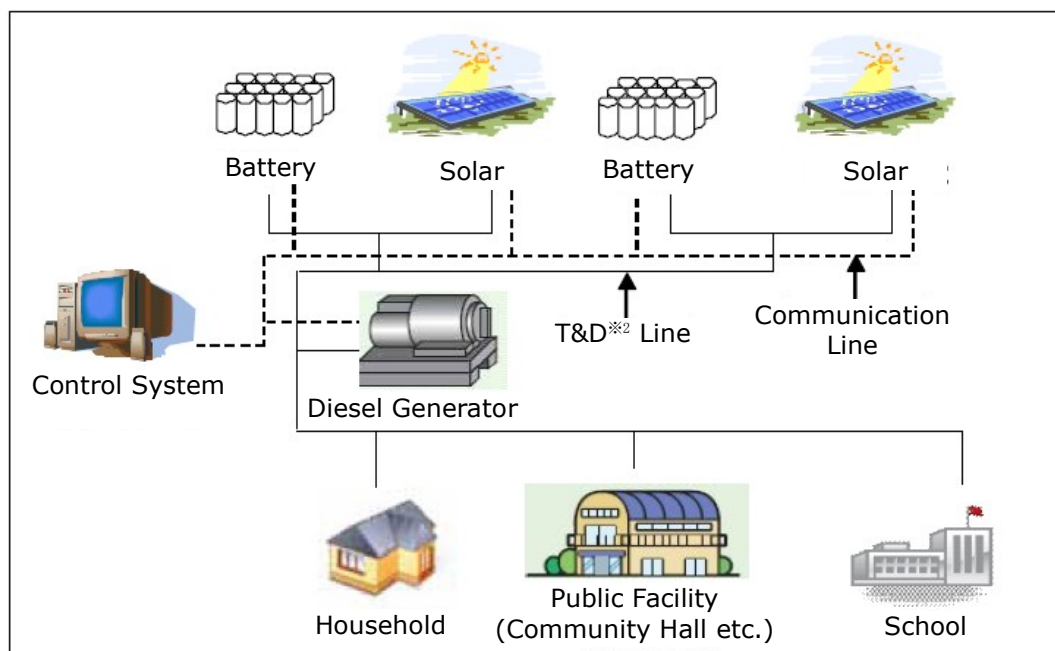 Battery
Solar
Battery
Solar
T&D※2 Line
Communication
Line
Control System
Diesel Generator
Household
Public Facility
(Community Hall etc.)
School